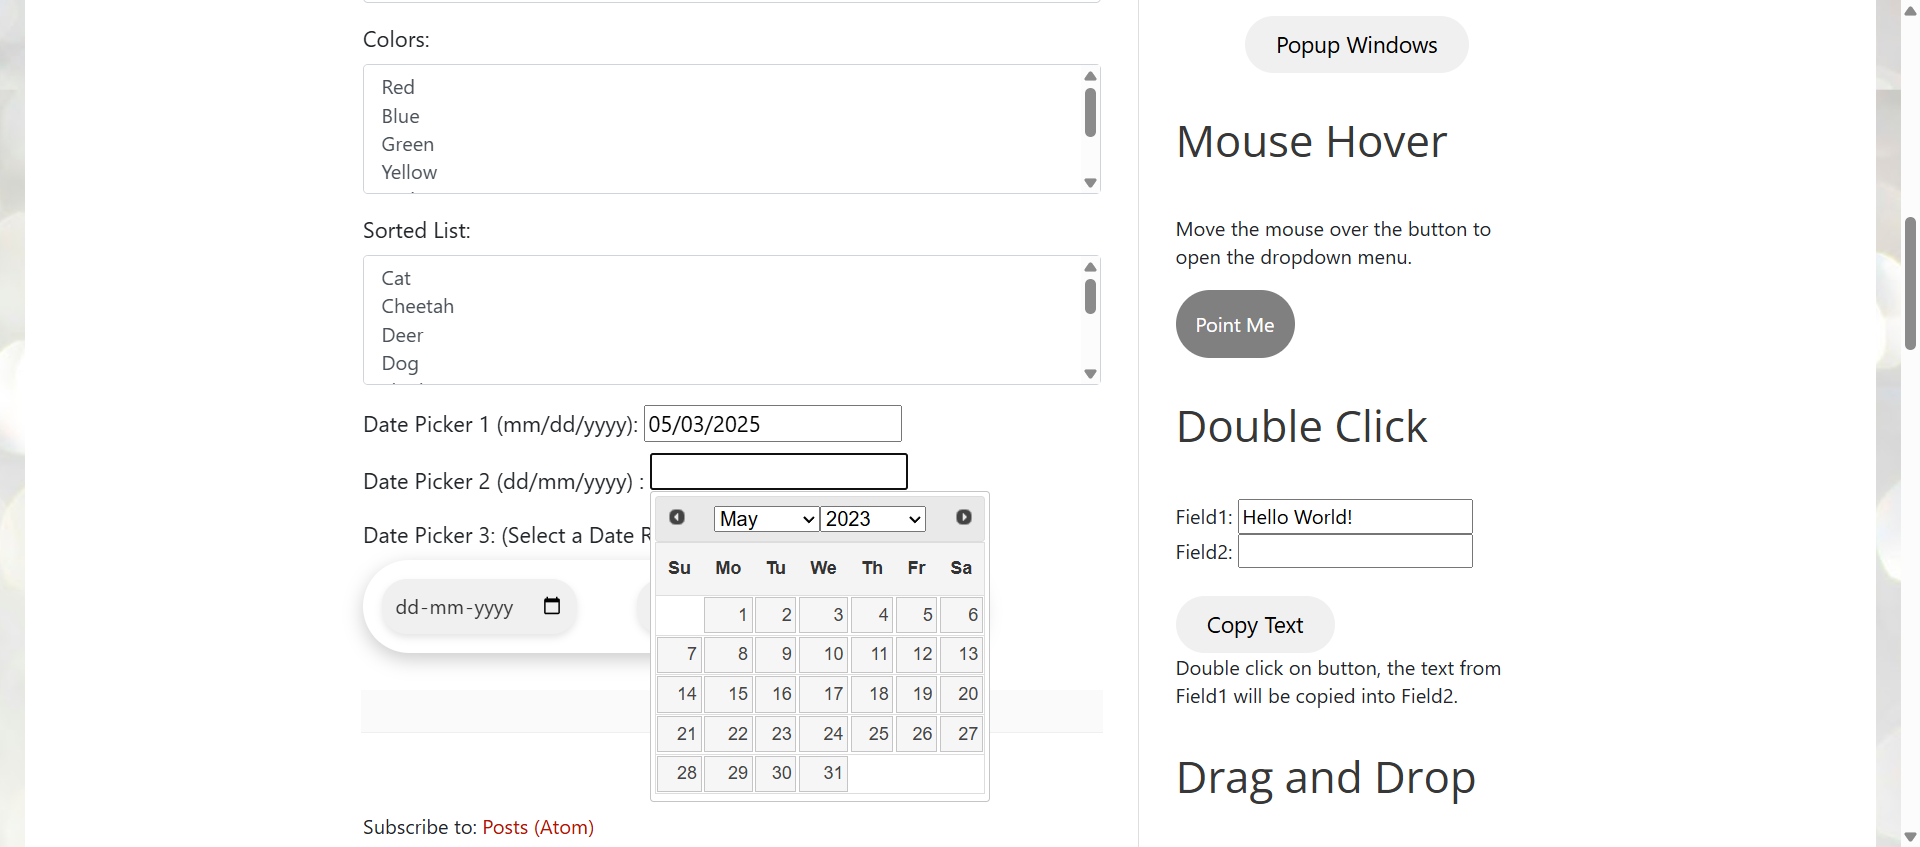 Colors:
Red
Blue
Green
Yellow
Sorted List:
Cat
Cheetah
Deer
Dog
Date Picker 1 (mm/dd/yyyy): 05/03/2025
Date Picker 2 (dd/mm/yyyy) :
Date Picker 3: (Select a Date R
dd-mm-yyyy
May 2023
Su Mo Tu We Th Fr Sa
1 2 3 4 5 6
7 8 9 10 11 12 13
14 15 16 17 18 19 20
21 22 23 24 25 26 27
28 29 30 31
Subscribe to: Posts (Atom)
Popup Windows
Mouse Hover
Move the mouse over the button to
open the dropdown menu.
Point Me
Double Click
Field1: Hello World!
Field2:
Copy Text
Double click on button, the text from
Field1 will be copied into Field2.
Drag and Drop